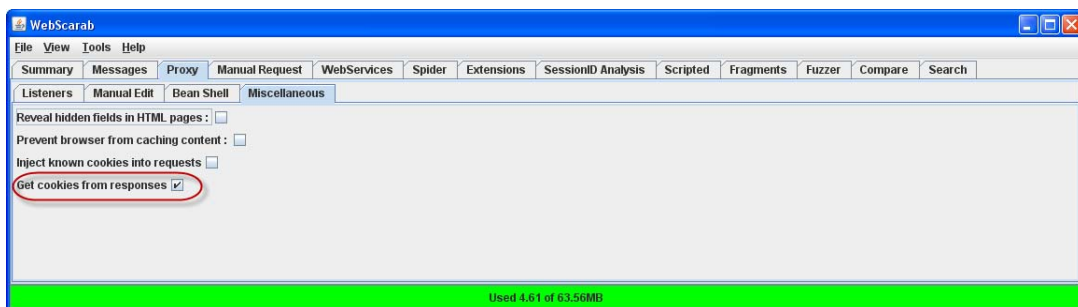 WebScarab
File View Tools Help
Summary Messages Proxy Manual Request WebServices Spider Extensions SessionID Analysis Scripted Fragments Fuzzer Compare Search
Listeners Manual Edit Bean Shell Miscellaneous
Reveal hidden fields in HTML pages :
Prevent browser from caching content :
Inject known cookies into requests
Get cookies from responses
Used 4.61 of 63.56MB